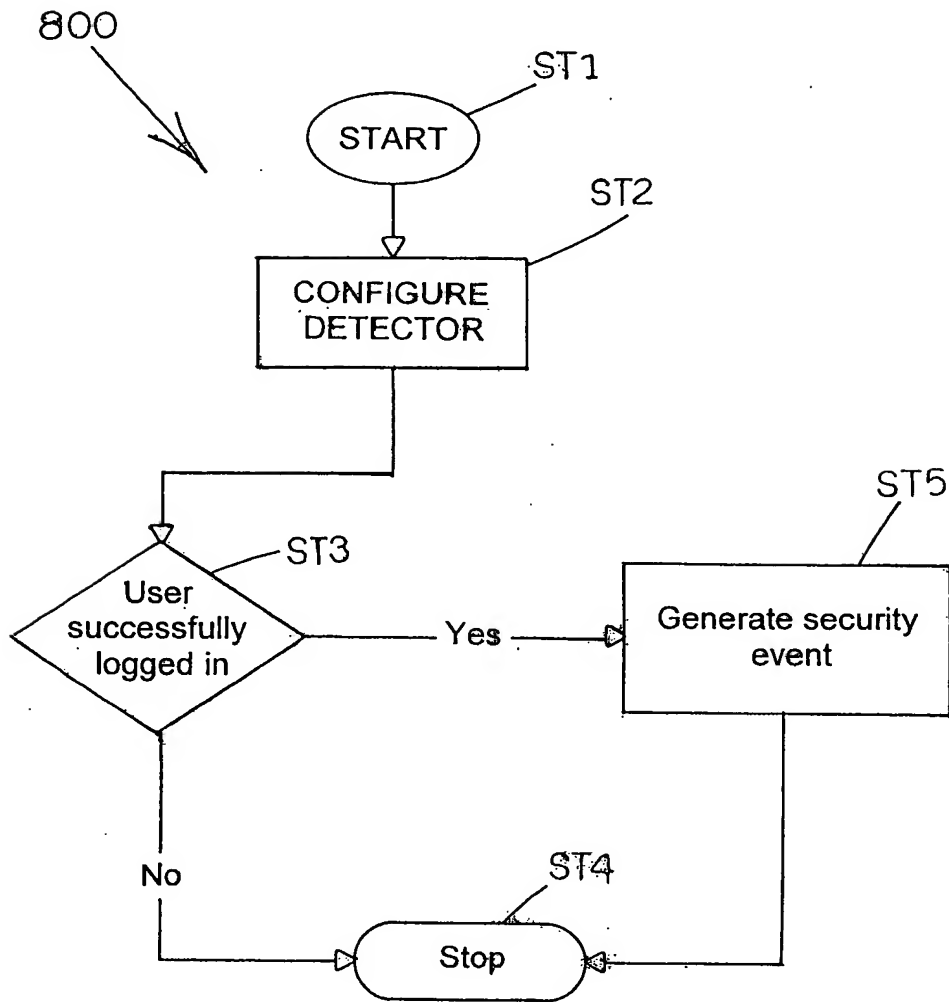 800
ST1
START
ST2
CONFIGURE
DETECTOR
ST5
ST3
User
successfully
logged in
Yes
Generate security
event
No
ST4
Stop